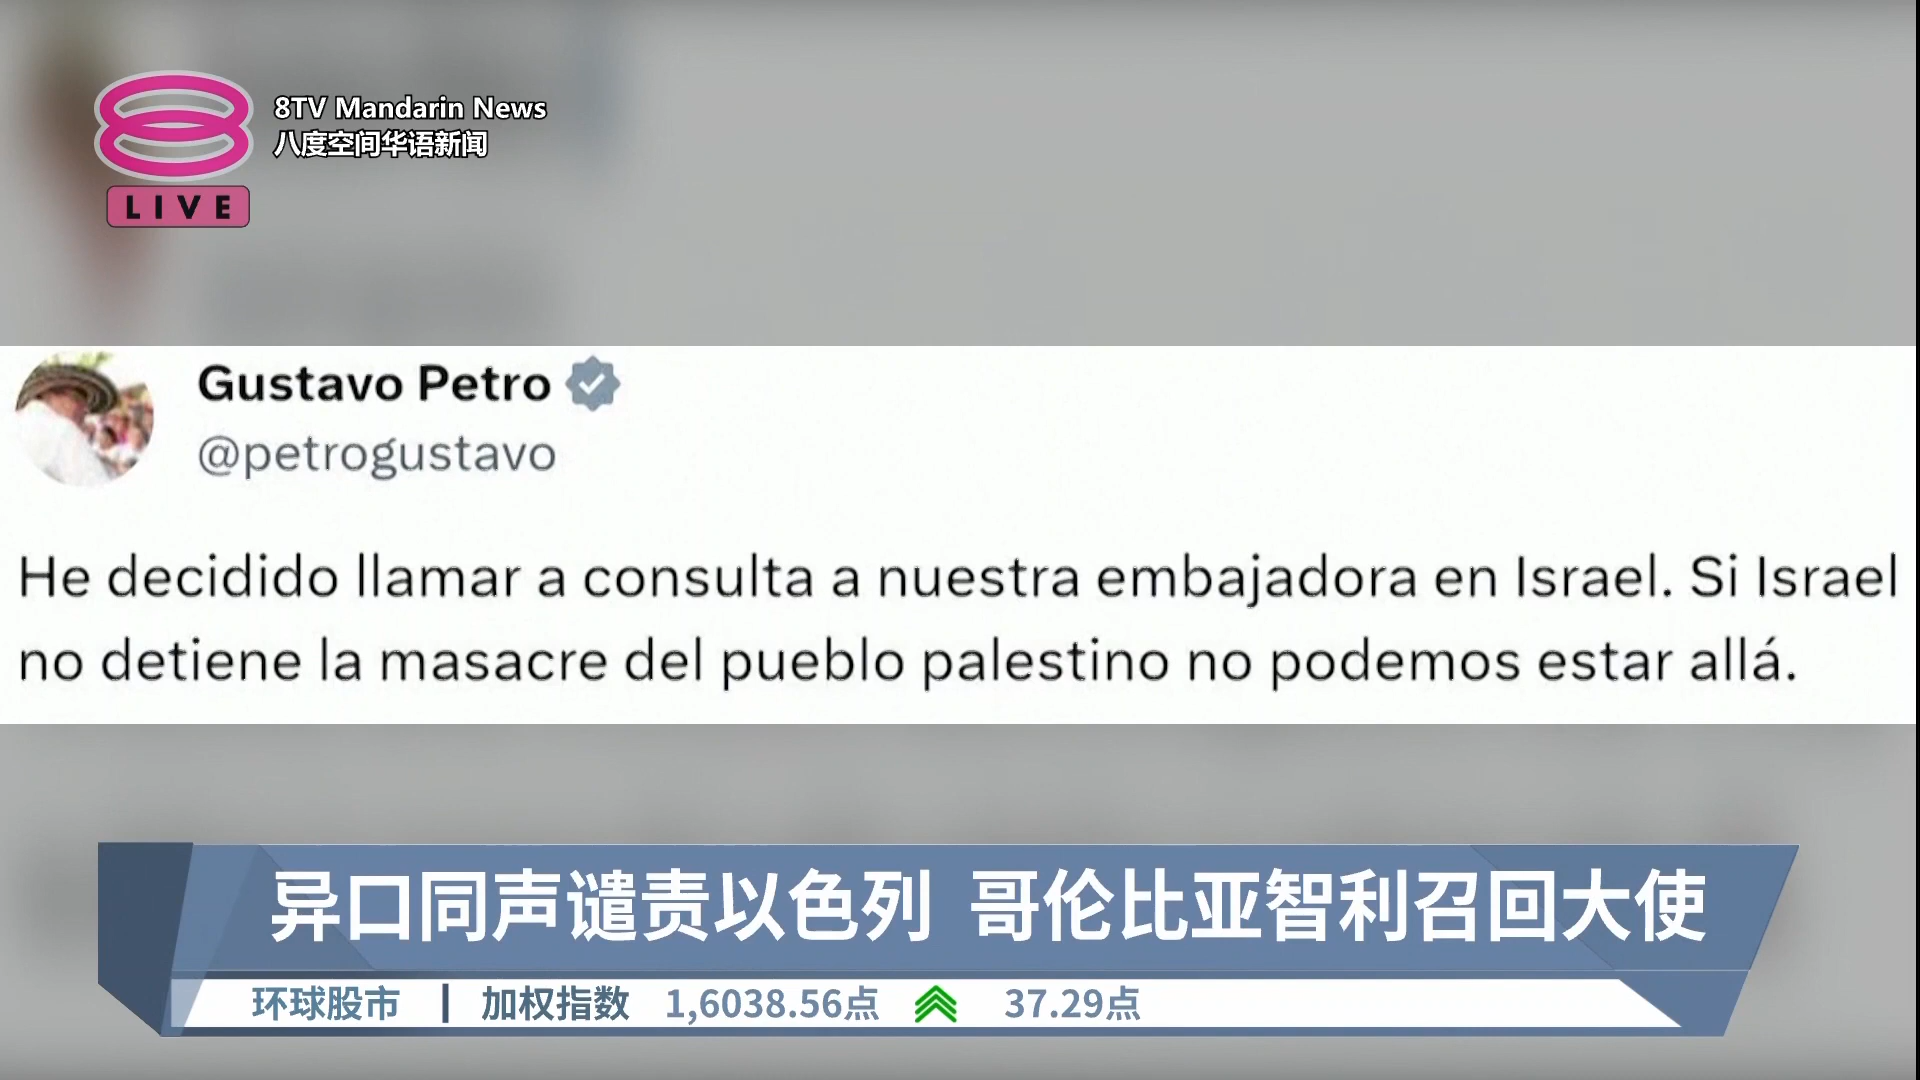 8TV Mandarin News
八度空间华语新闻
LIVE
Gustavo Petro
@petrogustavo
He decidido llamar a consulta a nuestra embajadora en Israel. Si Israel
no detiene la masacre del pueblo palestino no podemos estar allá.
异口同声谴责以色列 哥伦比亚智利召回大使
环球股市 | 加权指数 1,6038.56点 37.29点